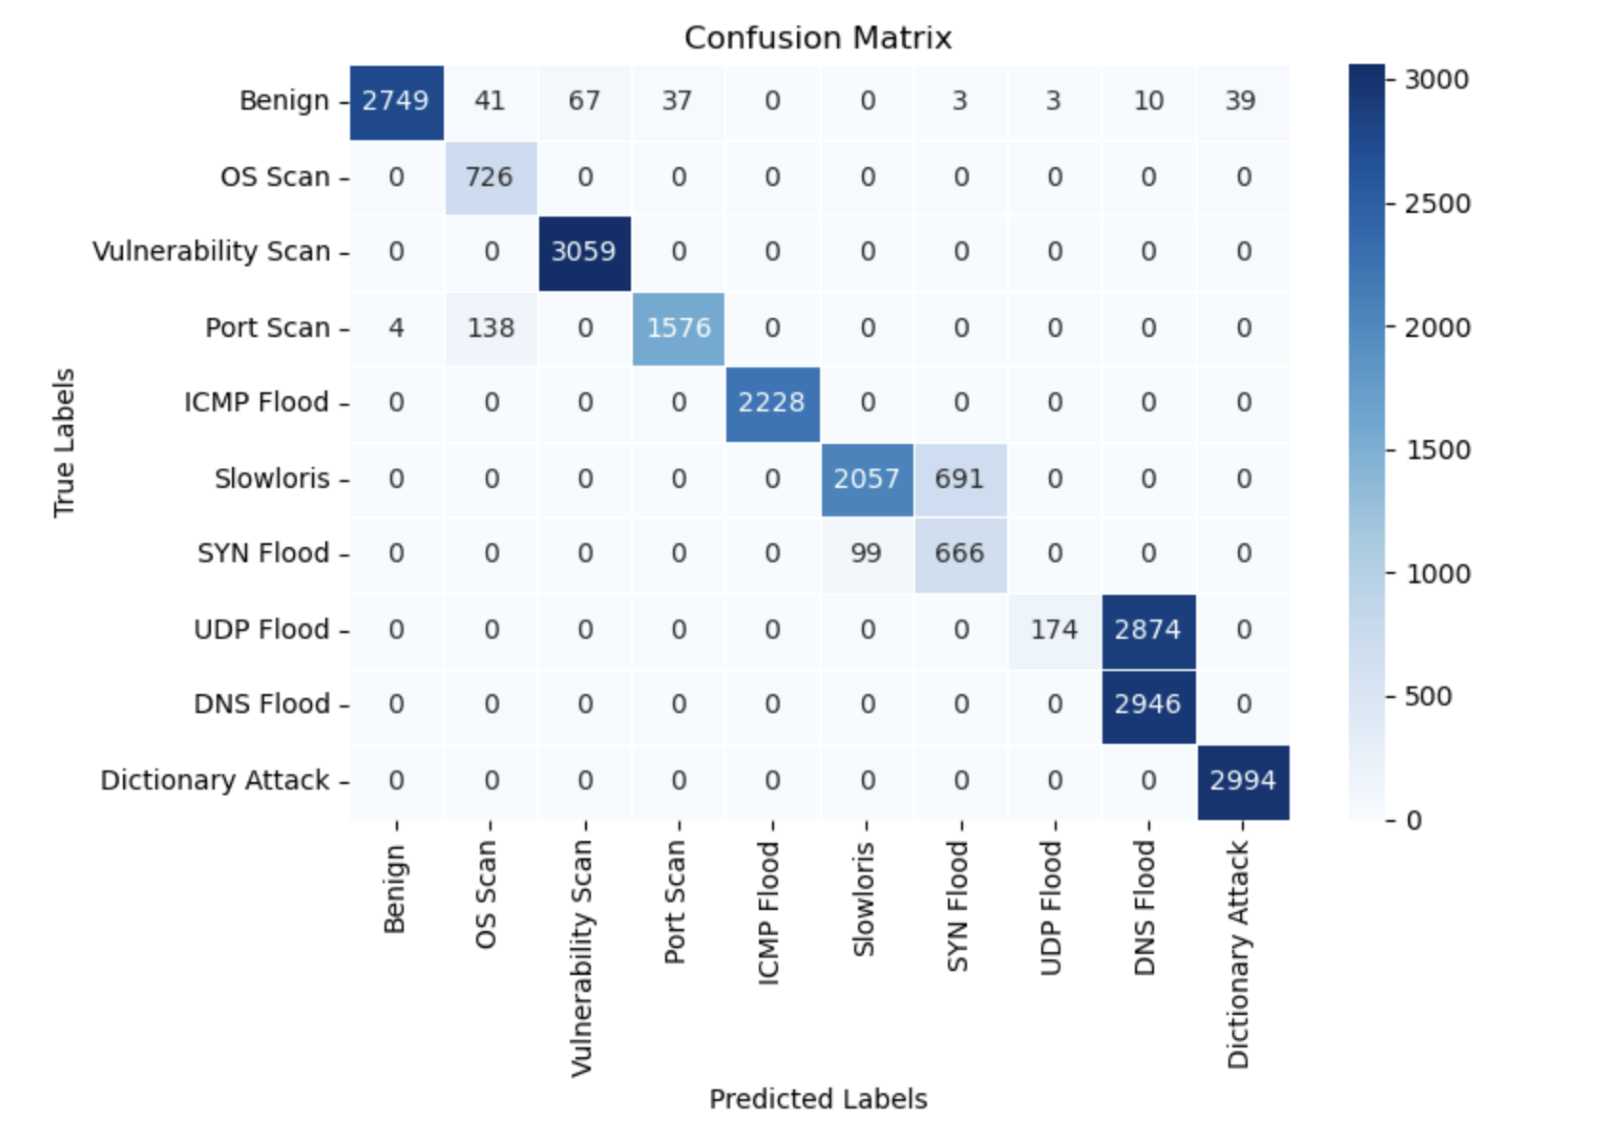 Confusion Matrix
True Labels
Benign 2749 41 67 37 0 0 3 3 10 39
OS Scan 0 726 0 0 0 0 0 0 0 0
Vulnerability Scan 0 0 3059 0 0 0 0 0 0 0
Port Scan 4 138 0 1576 0 0 0 0 0 0
ICMP Flood 0 0 0 0 2228 0 0 0 0 0
Slowloris 0 0 0 0 0 2057 691 0 0 0
SYN Flood 0 0 0 0 0 99 666 0 0 0
UDP Flood 0 0 0 0 0 0 0 174 2874 0
DNS Flood 0 0 0 0 0 0 0 0 2946 0
Dictionary Attack 0 0 0 0 0 0 0 0 0 2994
Benign
OS Scan
Vulnerability Scan
Port Scan
ICMP Flood
Slowloris
SYN Flood
UDP Flood
DNS Flood
Dictionary Attack
Predicted Labels
3000
2500
2000
1500
1000
500
0